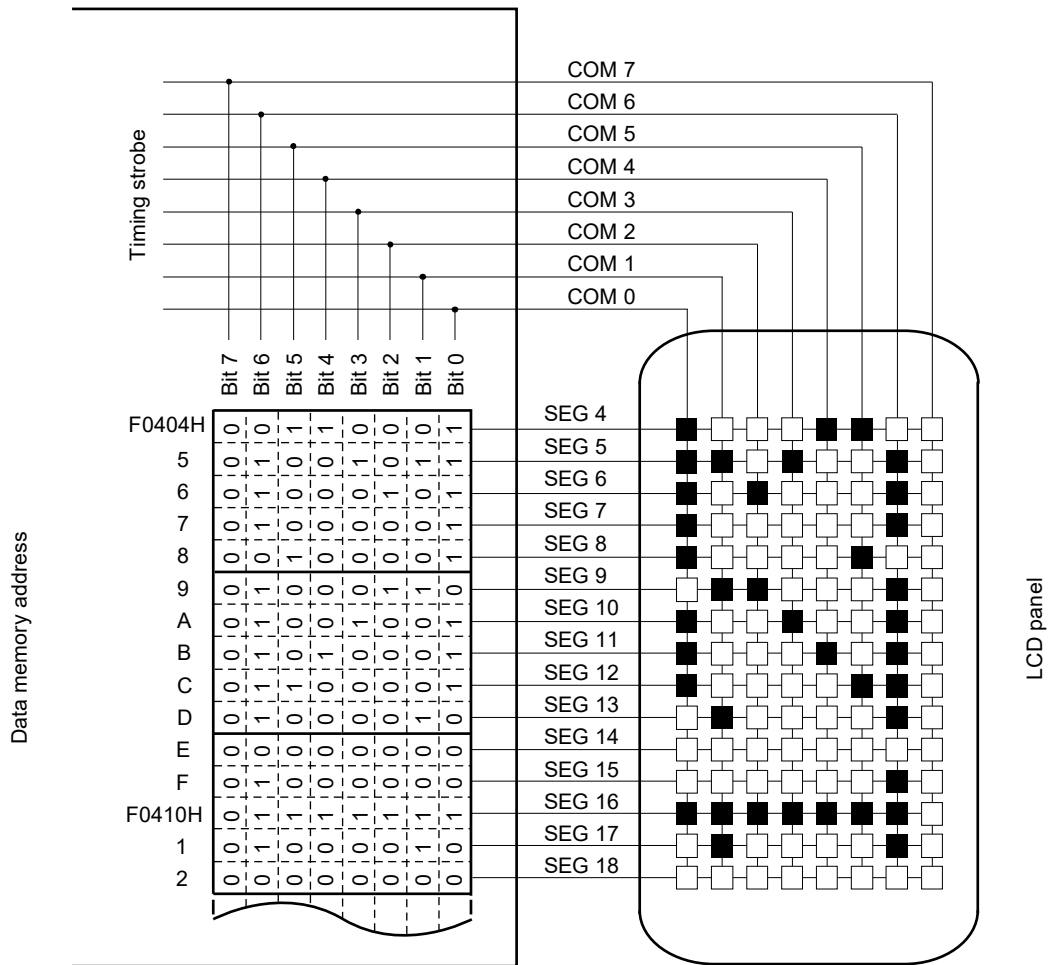 COM 7
COM 6
COM 5
COM 4
COM 3
COM 2
COM 1
COM 0
Timing strobe
Bit 7 Bit 6 Bit 5 Bit 4 Bit 3 Bit 2 Bit 1 Bit 0
F0404H 0 0 1 1 0 0 0 1 SEG 4
5 0 1 0 0 1 0 1 1 SEG 5
6 0 1 0 0 0 1 0 1 SEG 6
7 0 1 0 0 0 0 0 1 SEG 7
8 0 0 1 0 0 0 0 1 SEG 8
9 0 1 0 0 0 1 1 0 SEG 9
A 0 1 0 0 1 0 0 1 SEG 10
B 0 1 0 1 0 0 0 1 SEG 11
C 0 1 1 0 0 0 0 1 SEG 12
D 0 1 0 0 0 0 1 0 SEG 13
E 0 0 0 0 0 0 0 0 SEG 14
F 0 1 0 0 0 0 0 0 SEG 15
F0410H 0 1 1 1 1 1 1 1 SEG 16
1 0 1 0 0 0 0 1 0 SEG 17
2 0 0 0 0 0 0 0 0 SEG 18
Data memory address
LCD panel